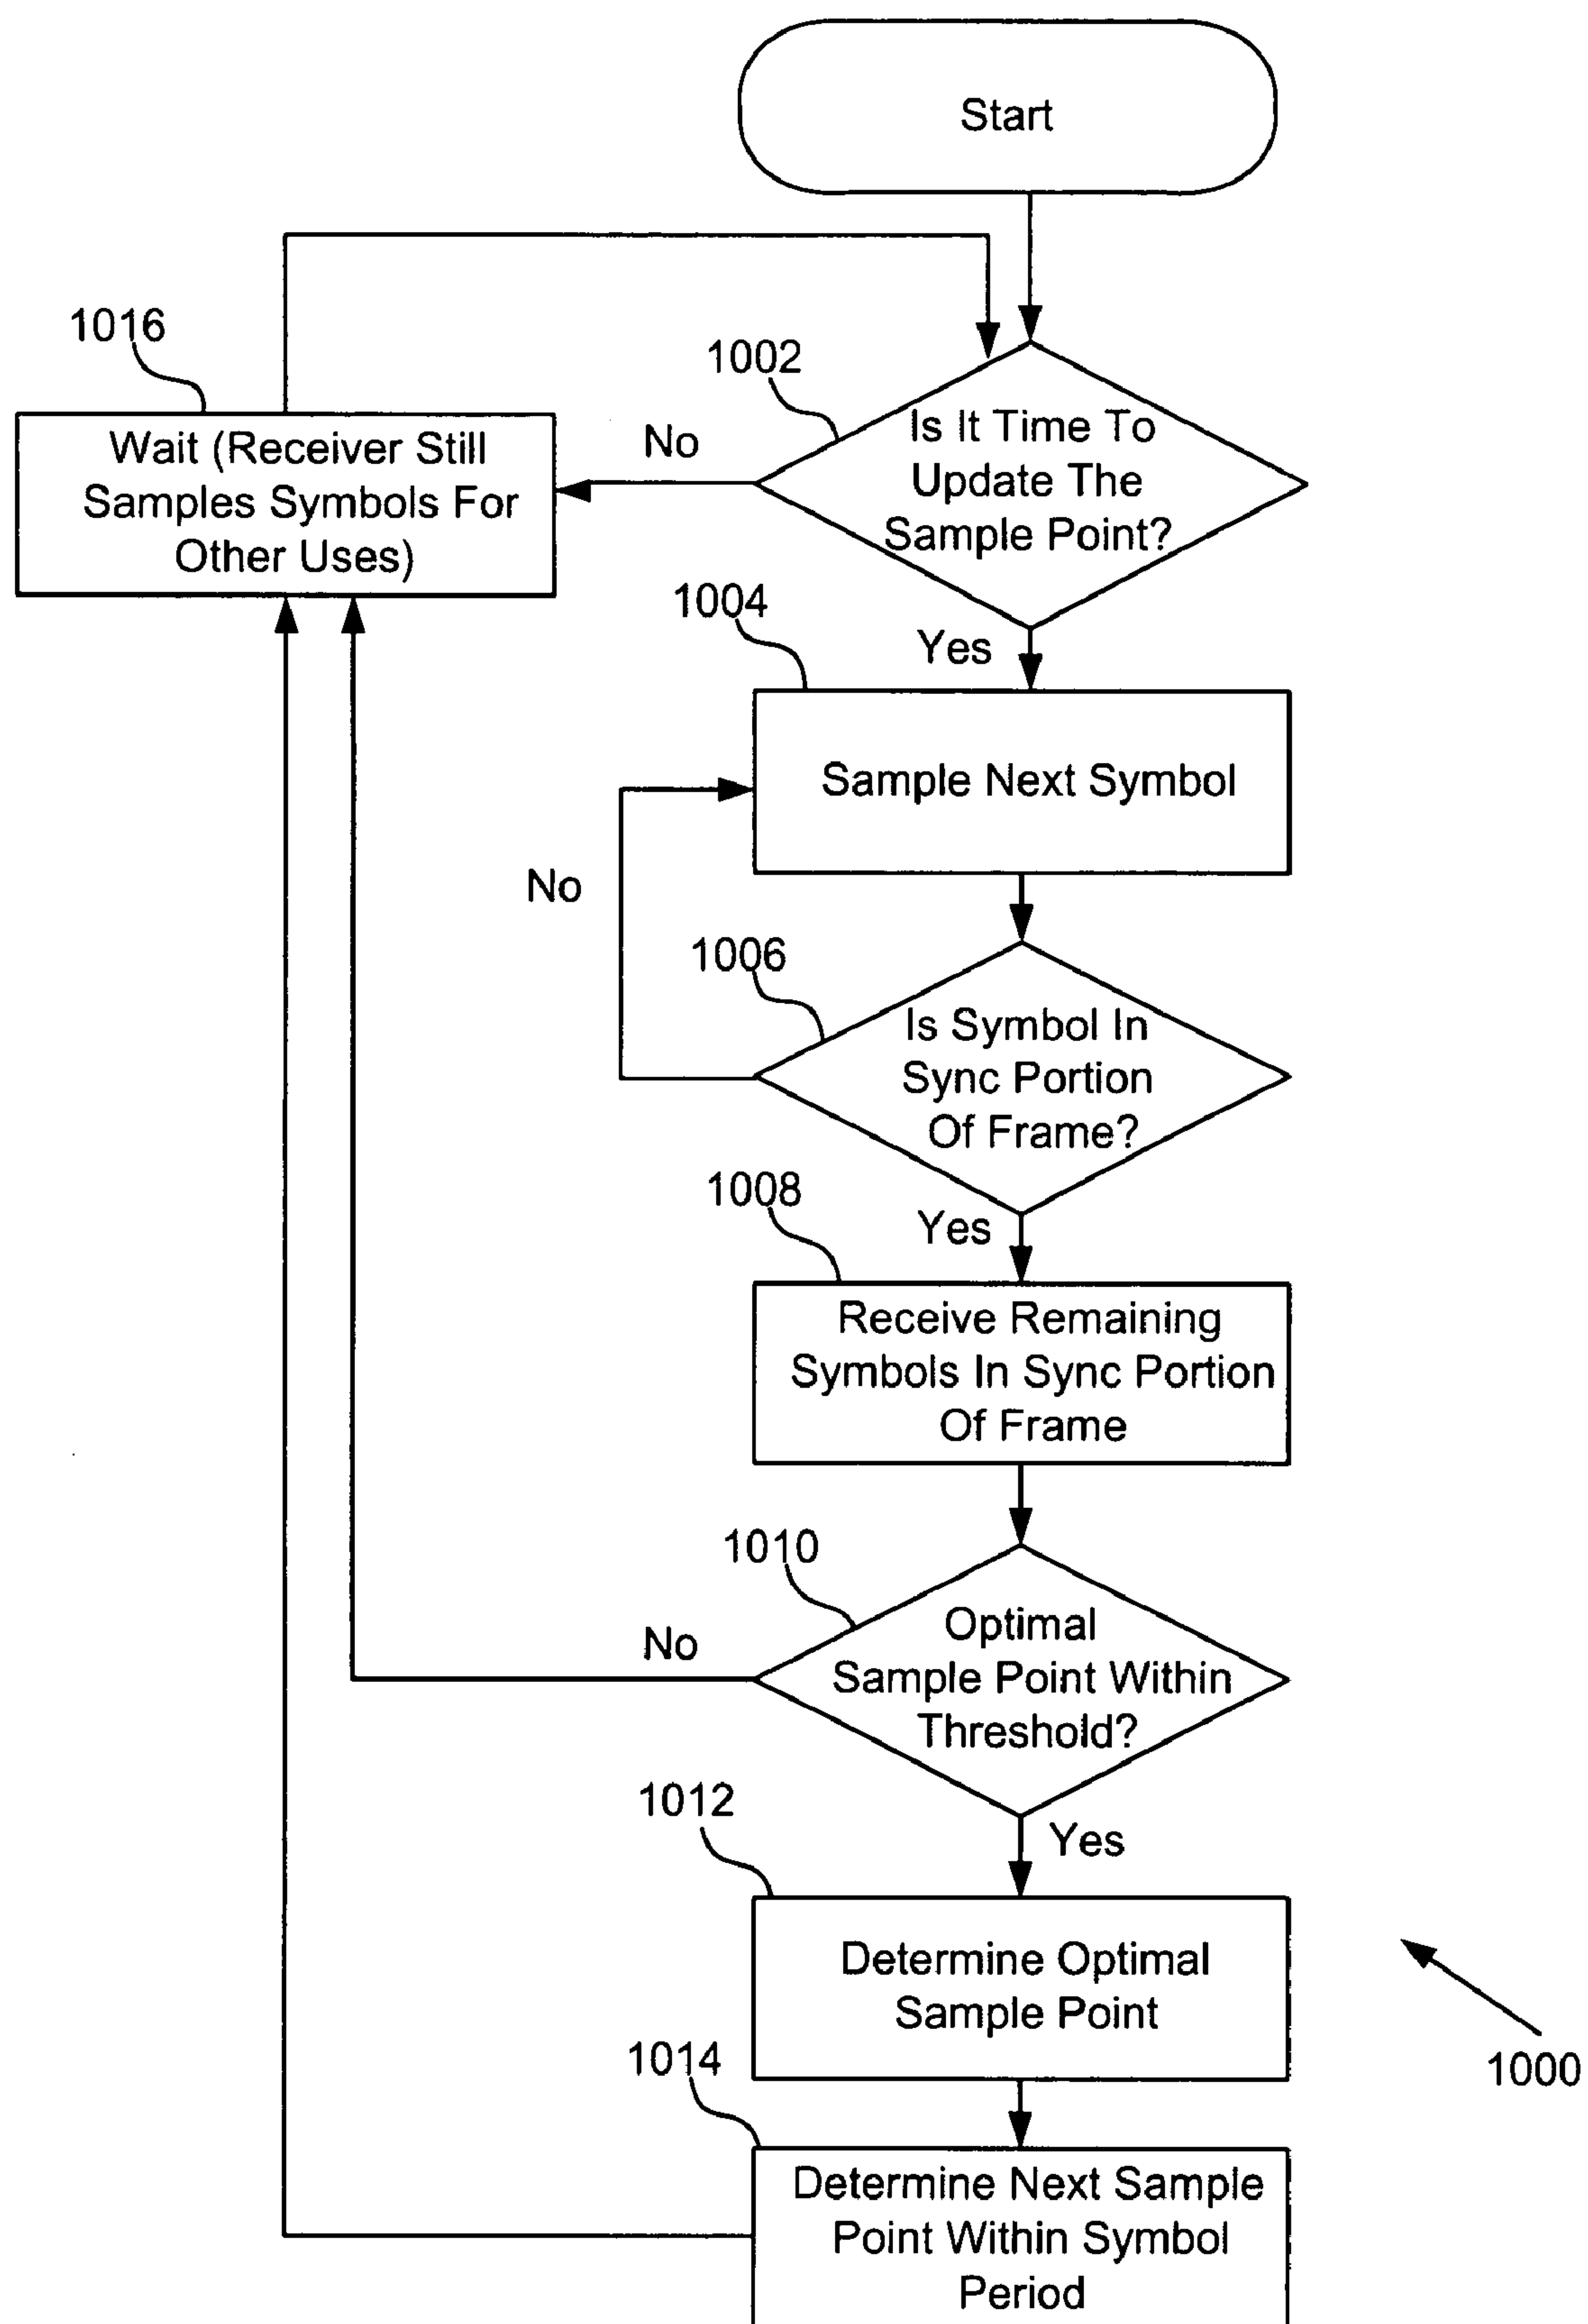 Start
1016
Wait (Receiver Still
Samples Symbols For
Other Uses)
No
1002
Is It Time To
Update The
Sample Point?
Yes
1004
Sample Next Symbol
No
1006
Is Symbol In
Sync Portion
Of Frame?
Yes
1008
Receive Remaining
Symbols In Sync Portion
Of Frame
1010
Optimal
Sample Point Within
Threshold?
No
Yes
1012
Determine Optimal
Sample Point
1000
1014
Determine Next Sample
Point Within Symbol
Period